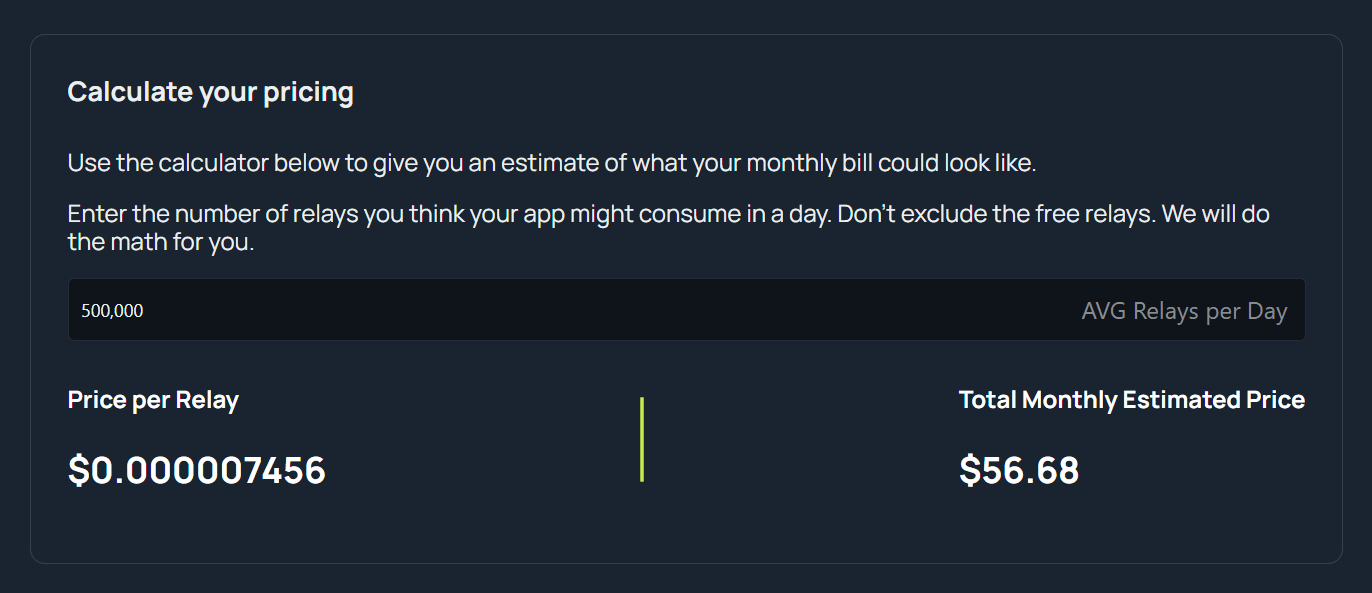 Calculate your pricing
Use the calculator below to give you an estimate of what your monthly bill could look like.
Enter the number of relays you think your app might consume in a day. Don’t exclude the free relays. We will do
the math for you.
500,000 AVG Relays per Day
Price per Relay
$0.000007456
Total Monthly Estimated Price
$56.68